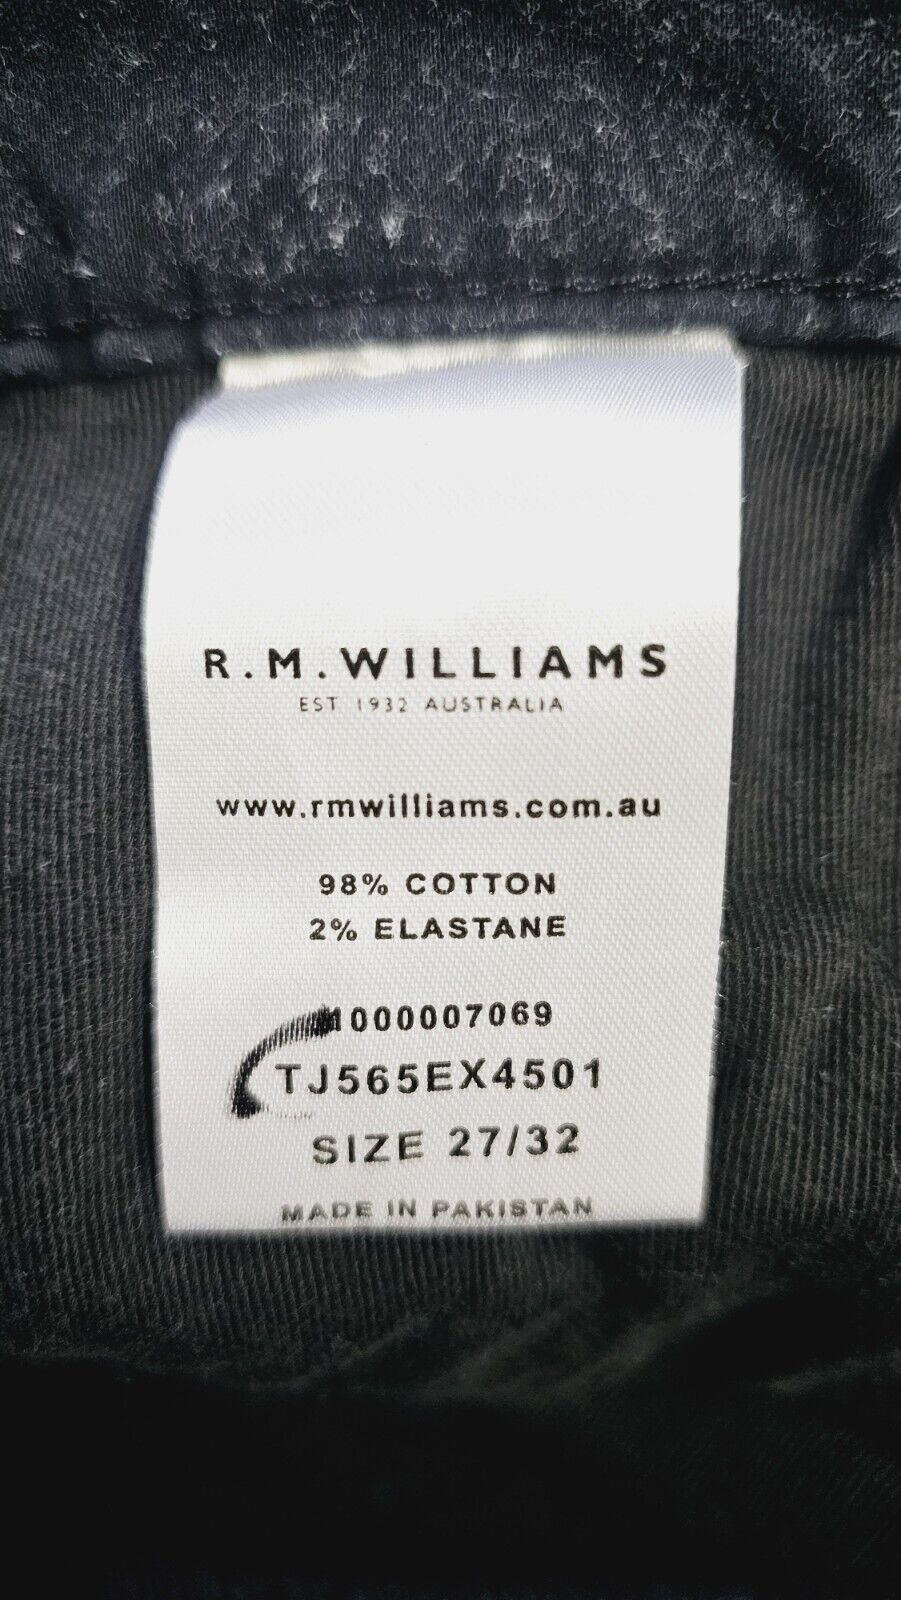 R.M.WILLIAMS
EST 1932 AUSTRALIA
www.rmwilliams.com.au
98% COTTON
2% ELASTANE
1000007069
TJ565EX4501
SIZE 27/32
MADE IN PAKISTAN